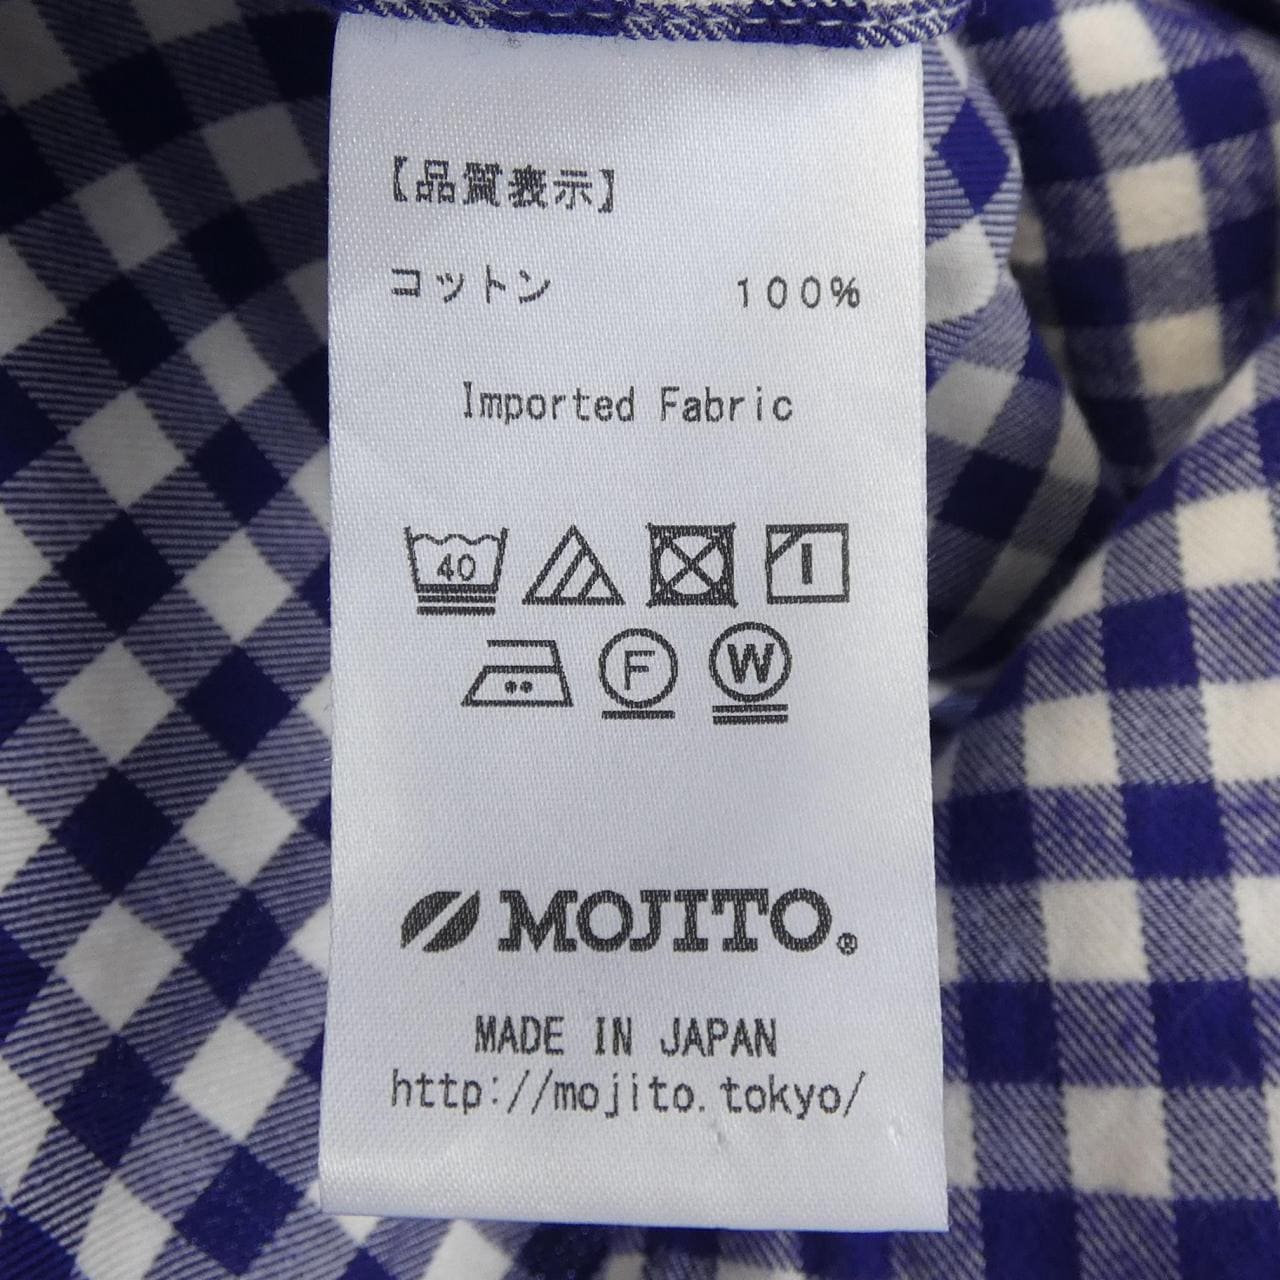 【品質表示】
コットン 100%
Imported Fabric
40
F W
MOJITO®
MADE IN JAPAN
http://mojito.tokyo/